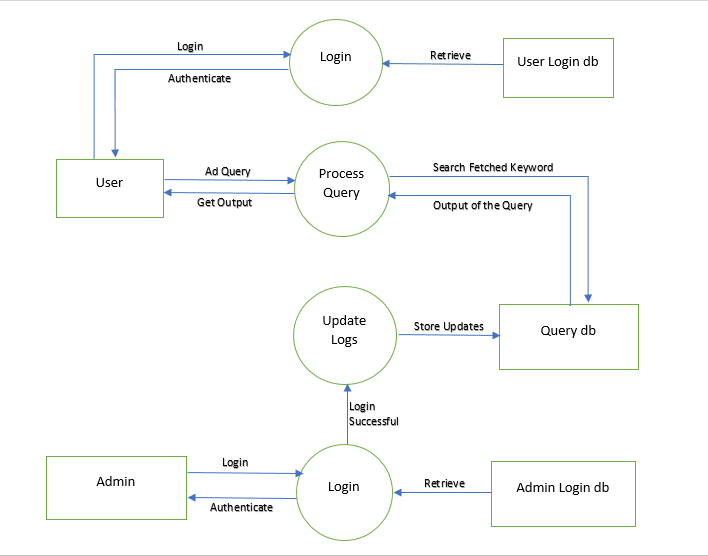 Login
Login
Retrieve
User Login db
Authenticate
User
Ad Query
Get Output
Process
Query
Search Fetched Keyword
Output of the Query
Update
Logs
Store Updates
Query db
Login
Successful
Admin
Login
Authenticate
Login
Retrieve
Admin Login db